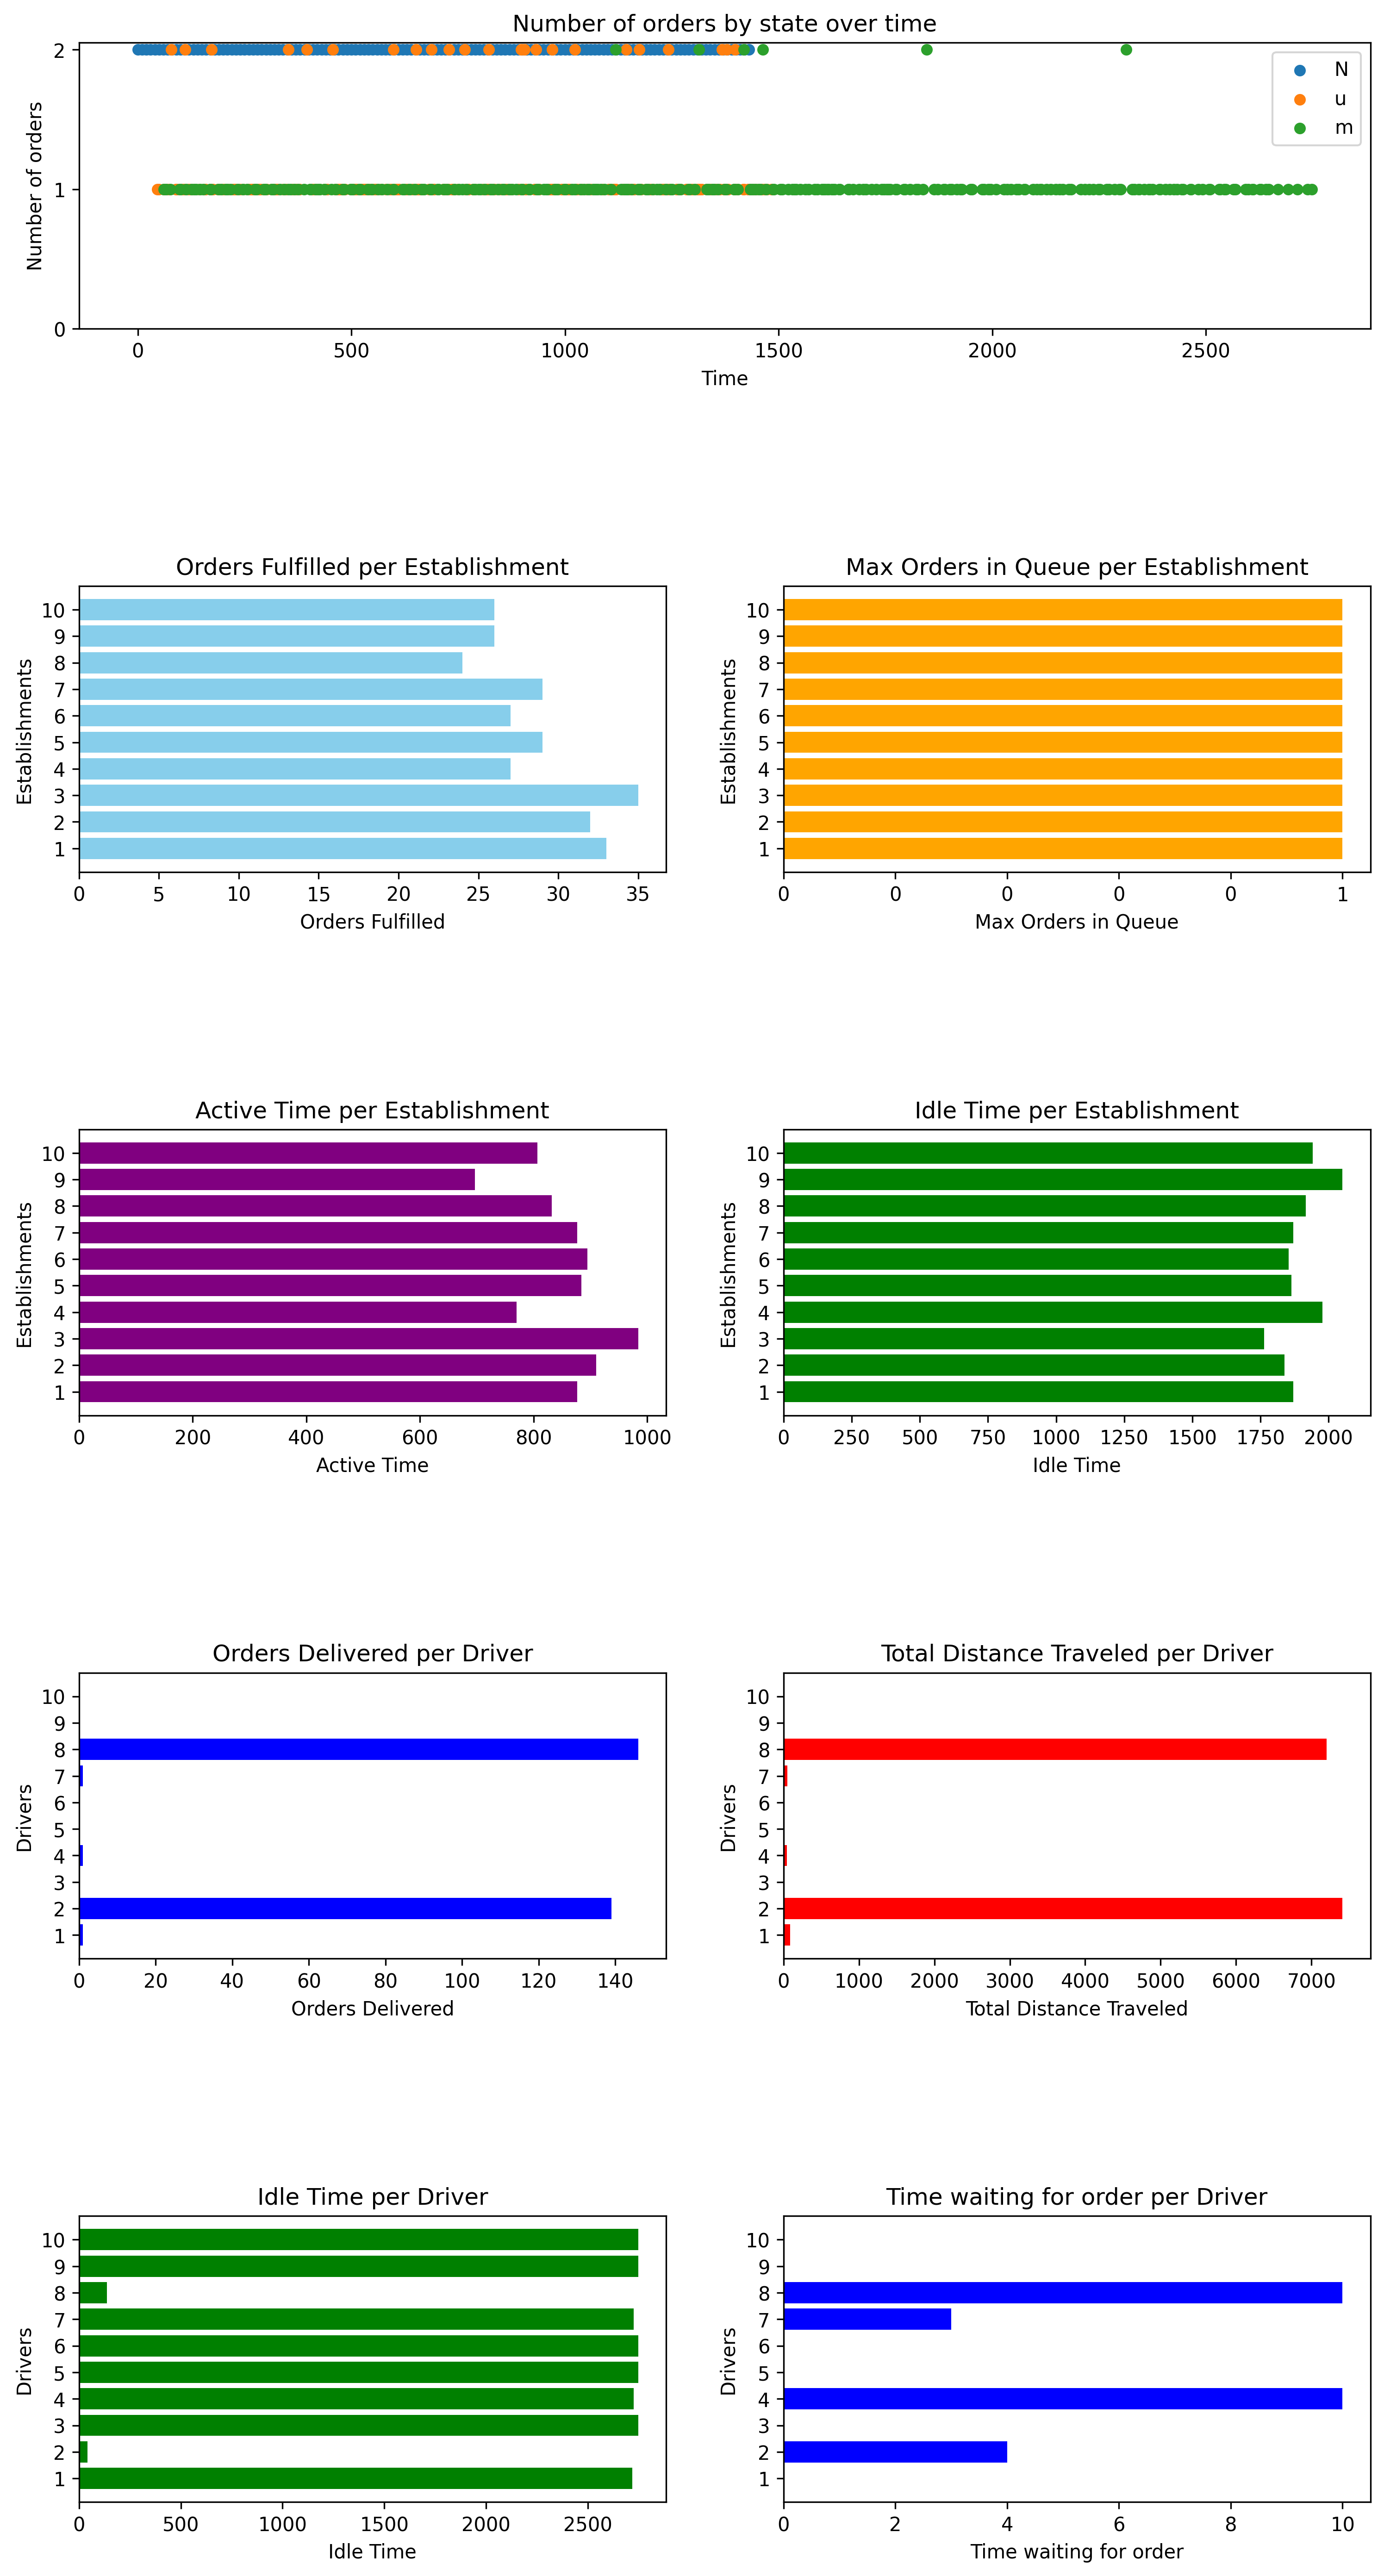 Number of orders by state over time
Number of orders
2
1
0
N
u
m
0 500 1000 1500 2000 2500
Time
Orders Fulfilled per Establishment
Establishments
10
9
8
7
6
5
4
3
2
1
0 5 10 15 20 25 30 35
Orders Fulfilled
Max Orders in Queue per Establishment
Establishments
10
9
8
7
6
5
4
3
2
1
0 0 0 0 0 1
Max Orders in Queue
Active Time per Establishment
Establishments
10
9
8
7
6
5
4
3
2
1
0 200 400 600 800 1000
Active Time
Idle Time per Establishment
Establishments
10
9
8
7
6
5
4
3
2
1
0 250 500 750 1000 1250 1500 1750 2000
Idle Time
Orders Delivered per Driver
Drivers
10
9
8
7
6
5
4
3
2
1
0 20 40 60 80 100 120 140
Orders Delivered
Total Distance Traveled per Driver
Drivers
10
9
8
7
6
5
4
3
2
1
0 1000 2000 3000 4000 5000 6000 7000
Total Distance Traveled
Idle Time per Driver
Drivers
10
9
8
7
6
5
4
3
2
1
0 500 1000 1500 2000 2500
Idle Time
Time waiting for order per Driver
Drivers
10
9
8
7
6
5
4
3
2
1
0 2 4 6 8 10
Time waiting for order